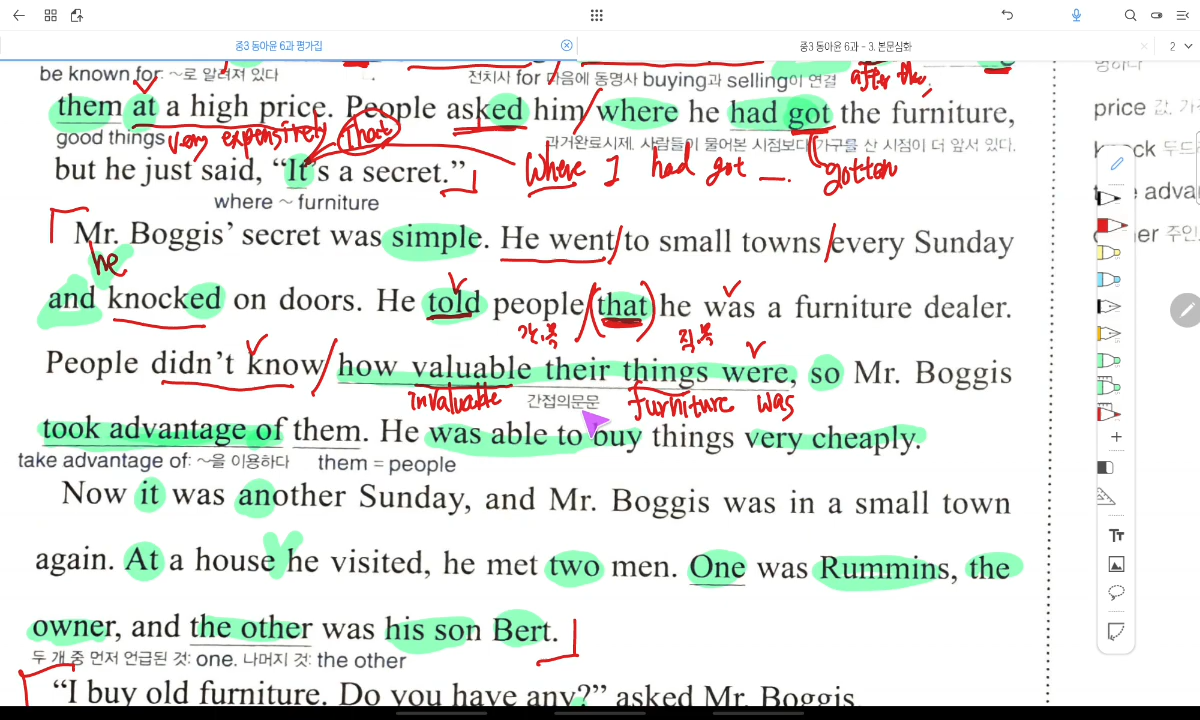 중3 동아윤 6과 평가집
중3 동아윤 6과 - 3. 본문심화
2
be known for: ~로 알려져 있다
전치사 for 다음에 동명사 buying과 selling이 연결
after the
them at a high price. People asked him/where he had got the furniture,
price 값, 가
good things
very expensively
That
과거완료시제. 사람들이 물어본 시점보다 가구를 산 시점이 더 앞서 있다.
but he just said, “It’s a secret.”
Where I had got
gotten
where ~ furniture
Mr. Boggis’ secret was simple. He went/to small towns/every Sunday
he
and knocked on doors. He told people/(that) he was a furniture dealer.
간·목
직·목
People didn’t know/how valuable their things were, so Mr. Boggis
invaluable
간접의문문
furniture was
took advantage of them. He was able to buy things very cheaply.
take advantage of: ~을 이용하다
them = people
Now it was another Sunday, and Mr. Boggis was in a small town
again. At a house he visited, he met two men. One was Rummins, the
owner, and the other was his son Bert.
두 개 중 먼저 언급된 것: one. 나머지 것: the other
“I buy old furniture. Do you have any?” asked Mr. Boggis
Tт